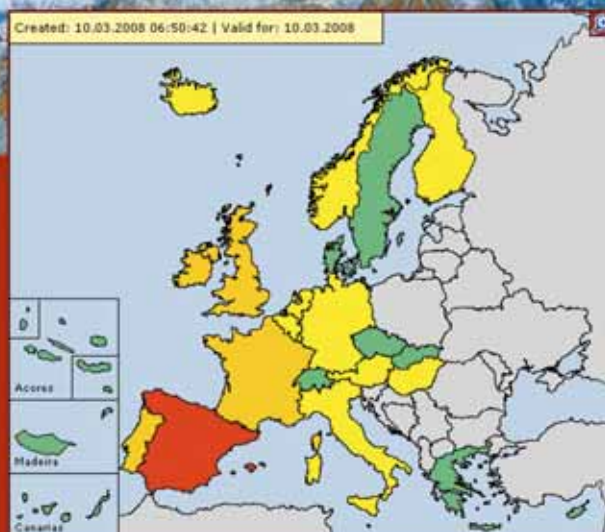 Created: 10.03.2008 06:50:42 | Valid for: 10.03.2008
Acores
Madeira
Canarias